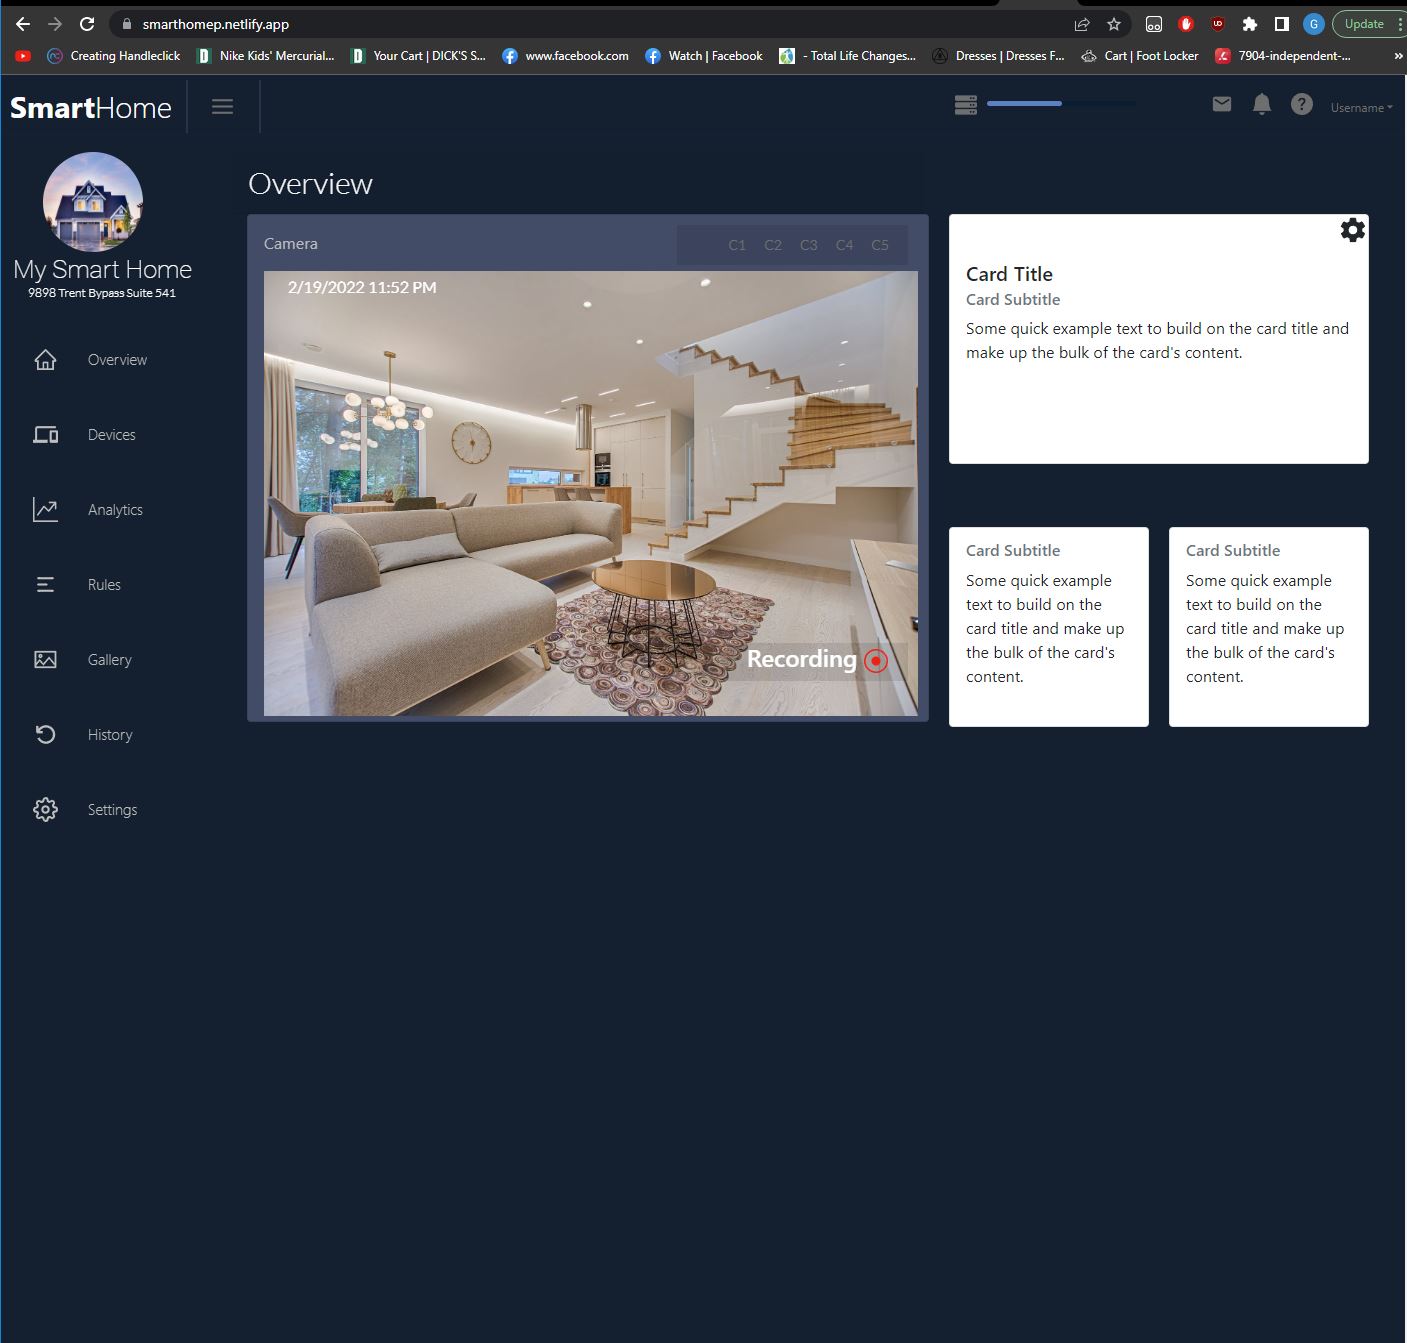 smarthomep.netlify.app
G
Update
Creating Handleclick
Nike Kids' Mercurial...
Your Cart | DICK'S S...
www.facebook.com
Watch | Facebook
- Total Life Changes...
Dresses | Dresses F...
Cart | Foot Locker
7904-independent-...
»
SmartHome
Username
My Smart Home
9898 Trent Bypass Suite 541
Overview
Devices
Analytics
Rules
Gallery
History
Settings
Overview
Camera
C1 C2 C3 C4 C5
2/19/2022 11:52 PM
Recording
Card Title
Card Subtitle
Some quick example text to build on the card title and
make up the bulk of the card's content.
Card Subtitle
Some quick example
text to build on the
card title and make up
the bulk of the card's
content.
Card Subtitle
Some quick example
text to build on the
card title and make up
the bulk of the card's
content.